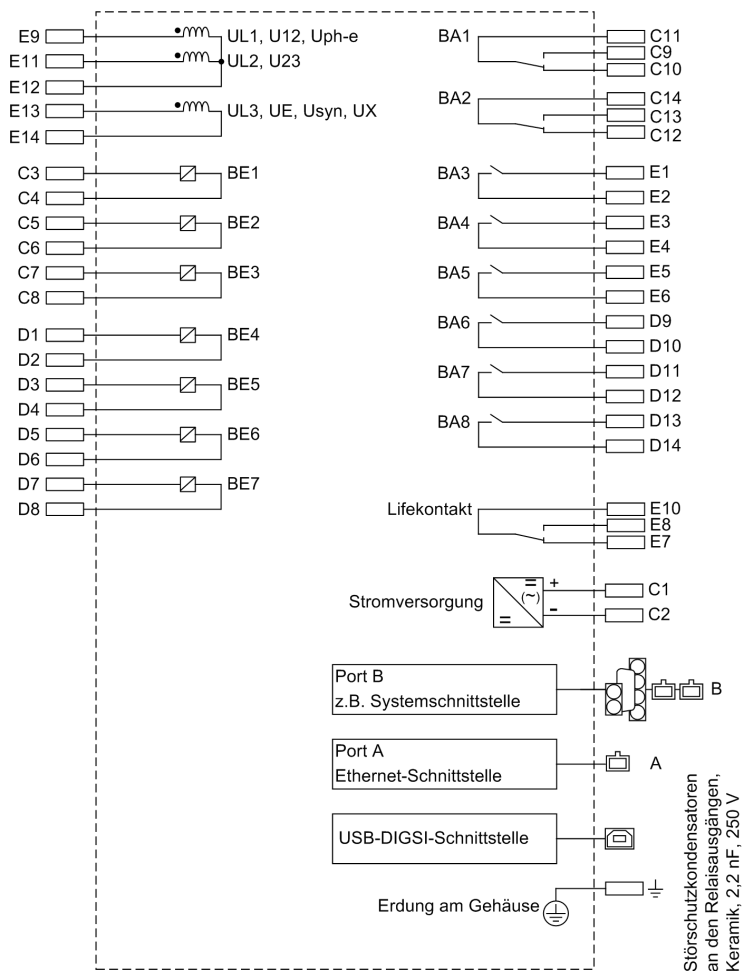 E9 UL1, U12, Uph-e
E11 UL2, U23
E12
E13 UL3, UE, Usyn, UX
E14
C3 BE1
C4
C5 BE2
C6
C7 BE3
C8
D1 BE4
D2
D3 BE5
D4
D5 BE6
D6
D7 BE7
D8
BA1 C11
C9
C10
BA2 C14
C13
C12
BA3 E1
E2
BA4 E3
E4
BA5 E5
E6
BA6 D9
D10
BA7 D11
D12
BA8 D13
D14
Lifekontakt E10
E8
E7
Stromversorgung = (~) = + C1
- C2
Port B
z.B. Systemschnittstelle B
Port A
Ethernet-Schnittstelle A
USB-DIGSI-Schnittstelle
Erdung am Gehäuse
Störschutzkondensatoren
an den Relaisausgängen,
Keramik, 2,2 nF, 250 V